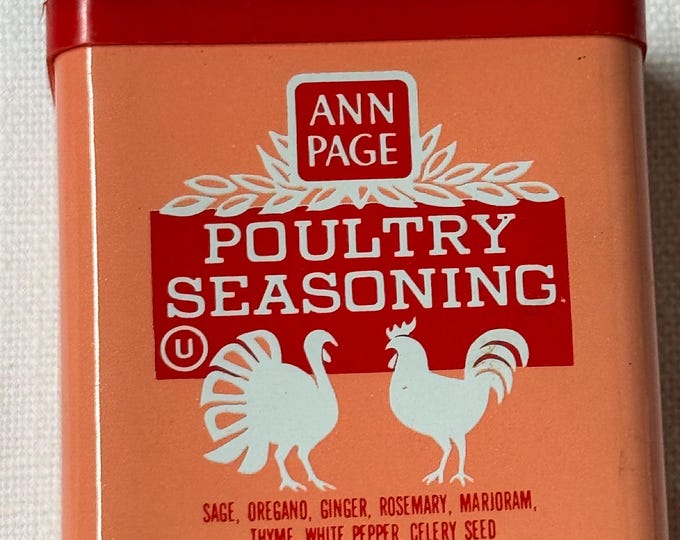 ANN
PAGE
POULTRY
SEASONING
U
SAGE, OREGANO, GINGER, ROSEMARY, MARJORAM,
THYME, WHITE PEPPER, CELERY SEED